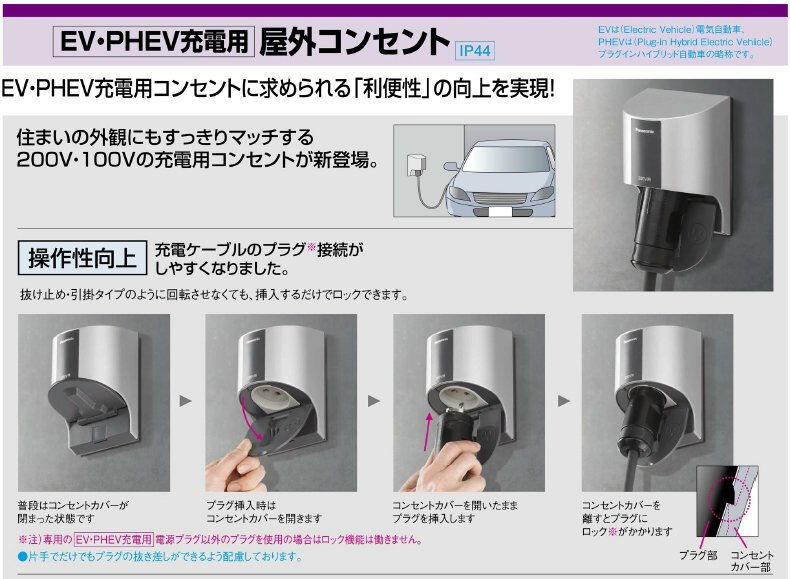 EV・PHEV充電用 屋外コンセント IP44
EVは(Electric Vehicle)電気自動車、
PHEVは(Plug-in Hybrid Electric Vehiicle)
プラグインハイブリッド自動車の略称です。
EV・PHEV充電用コンセントに求められる「利便性」の向上を実現!
住まいの外観にもすっきりマッチする
200V・100Vの充電用コンセントが新登場。
Panasonic
操作性向上
充電ケーブルのプラグ※接続が
しやすくなりました。
抜け止め・引掛タイプのように回転させなくても、挿入するだけでロックできます。
Panasonic
Panasonic
Panasonic
Panasonic
普段はコンセントカバーが
閉まった状態です
プラグ挿入時は
コンセントカバーを開きます
コンセントカバーを開いたまま
プラグを挿入します
コンセントカバーを
離すとプラグに
ロック※がかかります
プラグ部
コンセント
カバー部
※注)専用の EV・PHEV充電用 電源プラグ以外のプラグを使用の場合はロック機能は働きません。
●片手でだけでもプラグの抜き差しができるよう配慮しております。